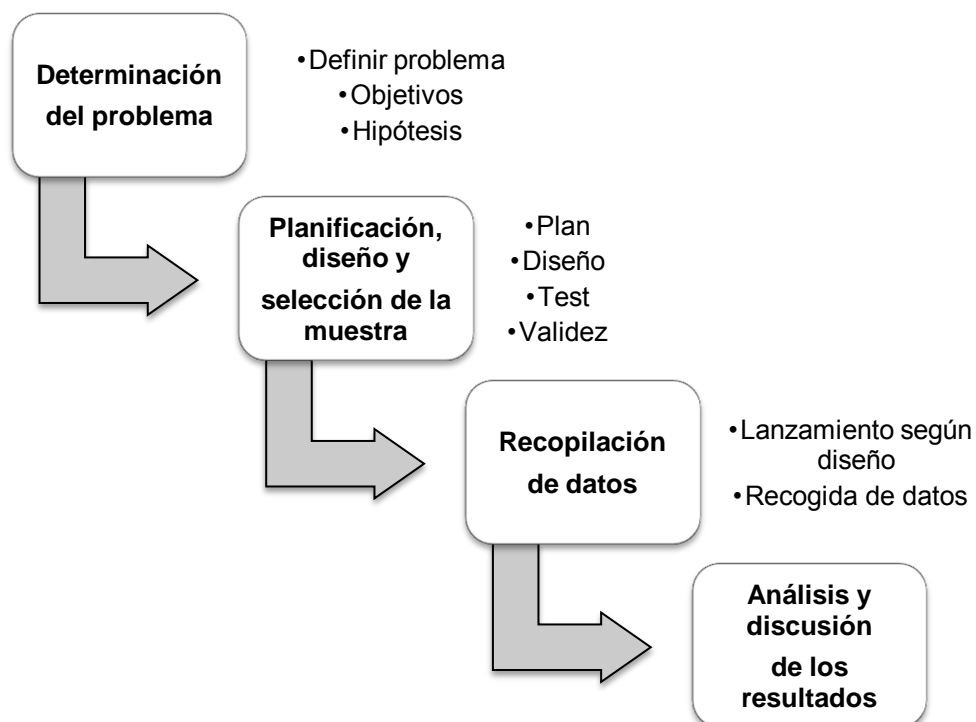 Determinación
del problema
•Definir problema
•Objetivos
•Hipótesis
Planificación,
diseño y
selección de la
muestra
•Plan
•Diseño
•Test
•Validez
Recopilación
de datos
•Lanzamiento según
diseño
•Recogida de datos
Análisis y
discusión
de los
resultados